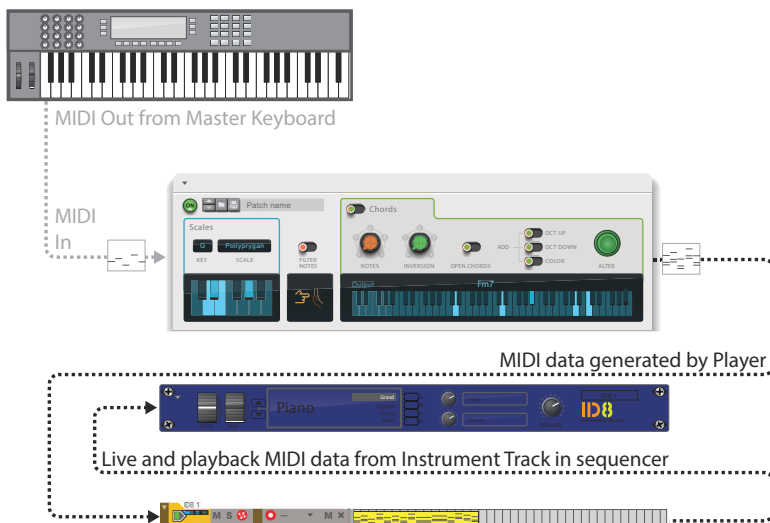 MIDI Out from Master Keyboard
MIDI
In
ON
Patch name
Chords
Scales
G
Pollyprygan
KEY
SCALE
FILTER
NOTES
NOTES
INVERSION
OPEN CHORDS
ADD
OCT UP
OCT DOWN
COLOR
ALTER
Output
Fm7
MIDI data generated by Player
Piano
Grand
VOLUME
ID8
Live and playback MIDI data from Instrument Track in sequencer
ID8 1
M S
M ×